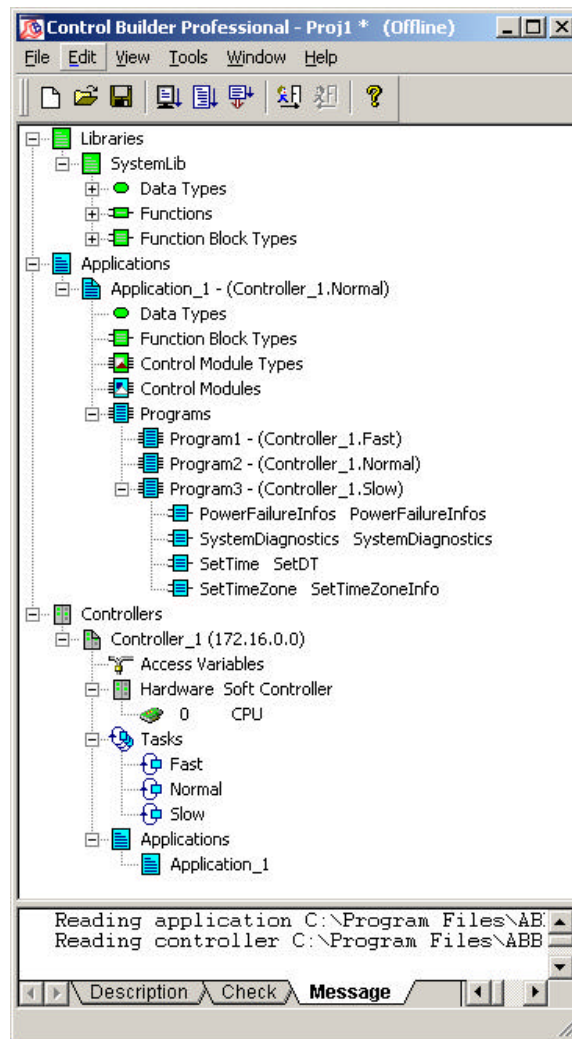 Control Builder Professional - Proj1 * (Offline)
File Edit View Tools Window Help
Libraries
SystemLib
Data Types
Functions
Function Block Types
Applications
Application_1 - (Controller_1.Normal)
Data Types
Function Block Types
Control Module Types
Control Modules
Programs
Program1 - (Controller_1.Fast)
Program2 - (Controller_1.Normal)
Program3 - (Controller_1.Slow)
PowerFailureInfos PowerFailureInfos
SystemDiagnostics SystemDiagnostics
SetTime SetDT
SetTimeZone SetTimeZoneInfo
Controllers
Controller_1 (172.16.0.0)
Access Variables
Hardware Soft Controller
0 CPU
Tasks
Fast
Normal
Slow
Applications
Application_1
Reading application C:\Program Files\AB
Reading controller C:\Program Files\ABB
Description Check Message